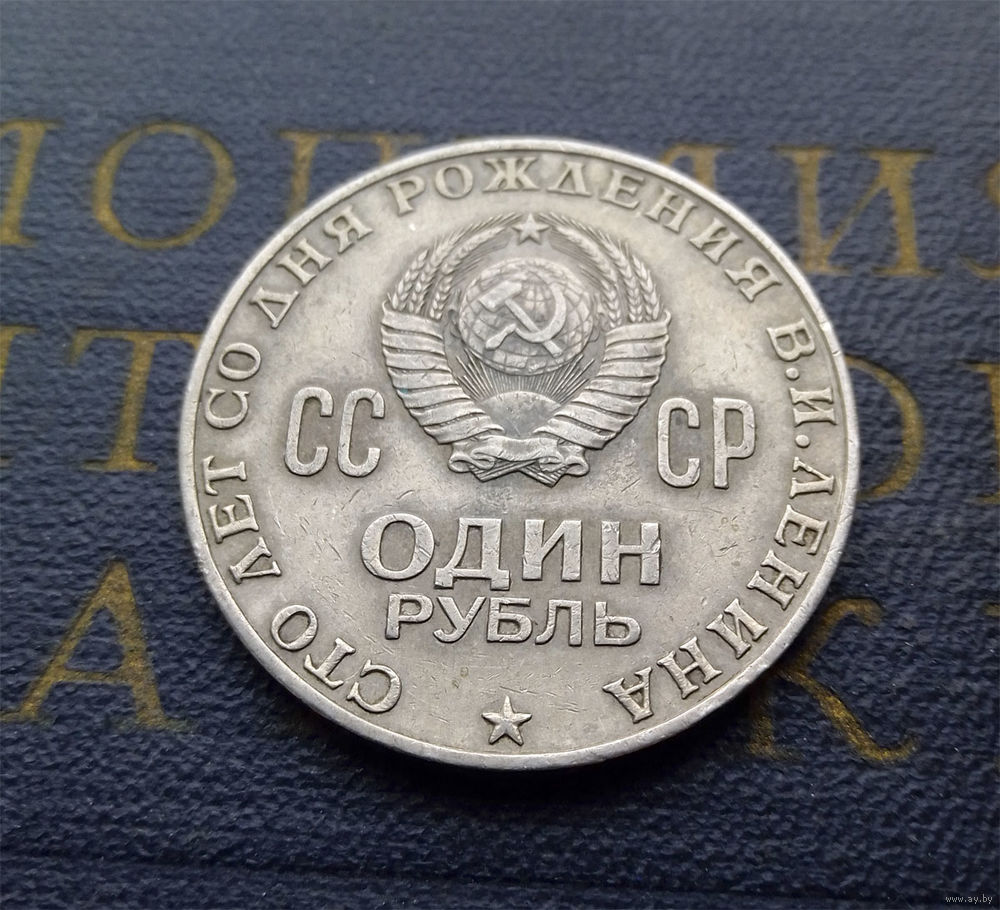 СТО ЛЕТ СО ДНЯ РОЖДЕНИЯ В.И.ЛЕНИНА
СС СР
ОДИН
РУБЛЬ
www.ay.by